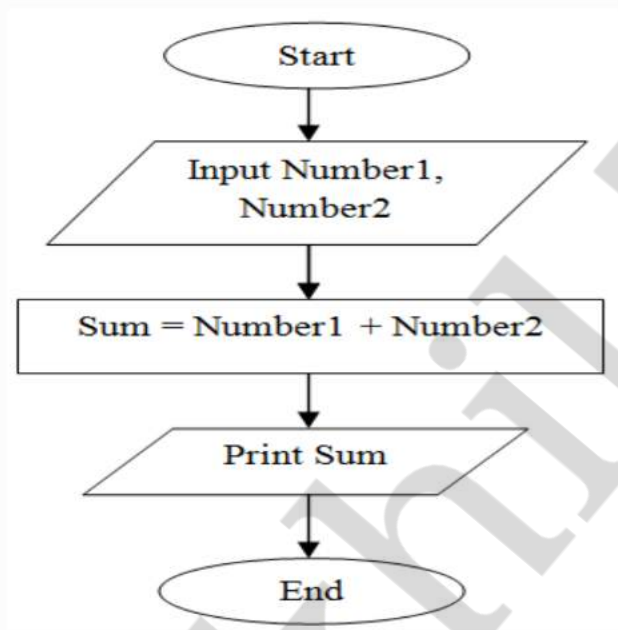 Start
Input Number1,
Number2
Sum = Number1 + Number2
Print Sum
End